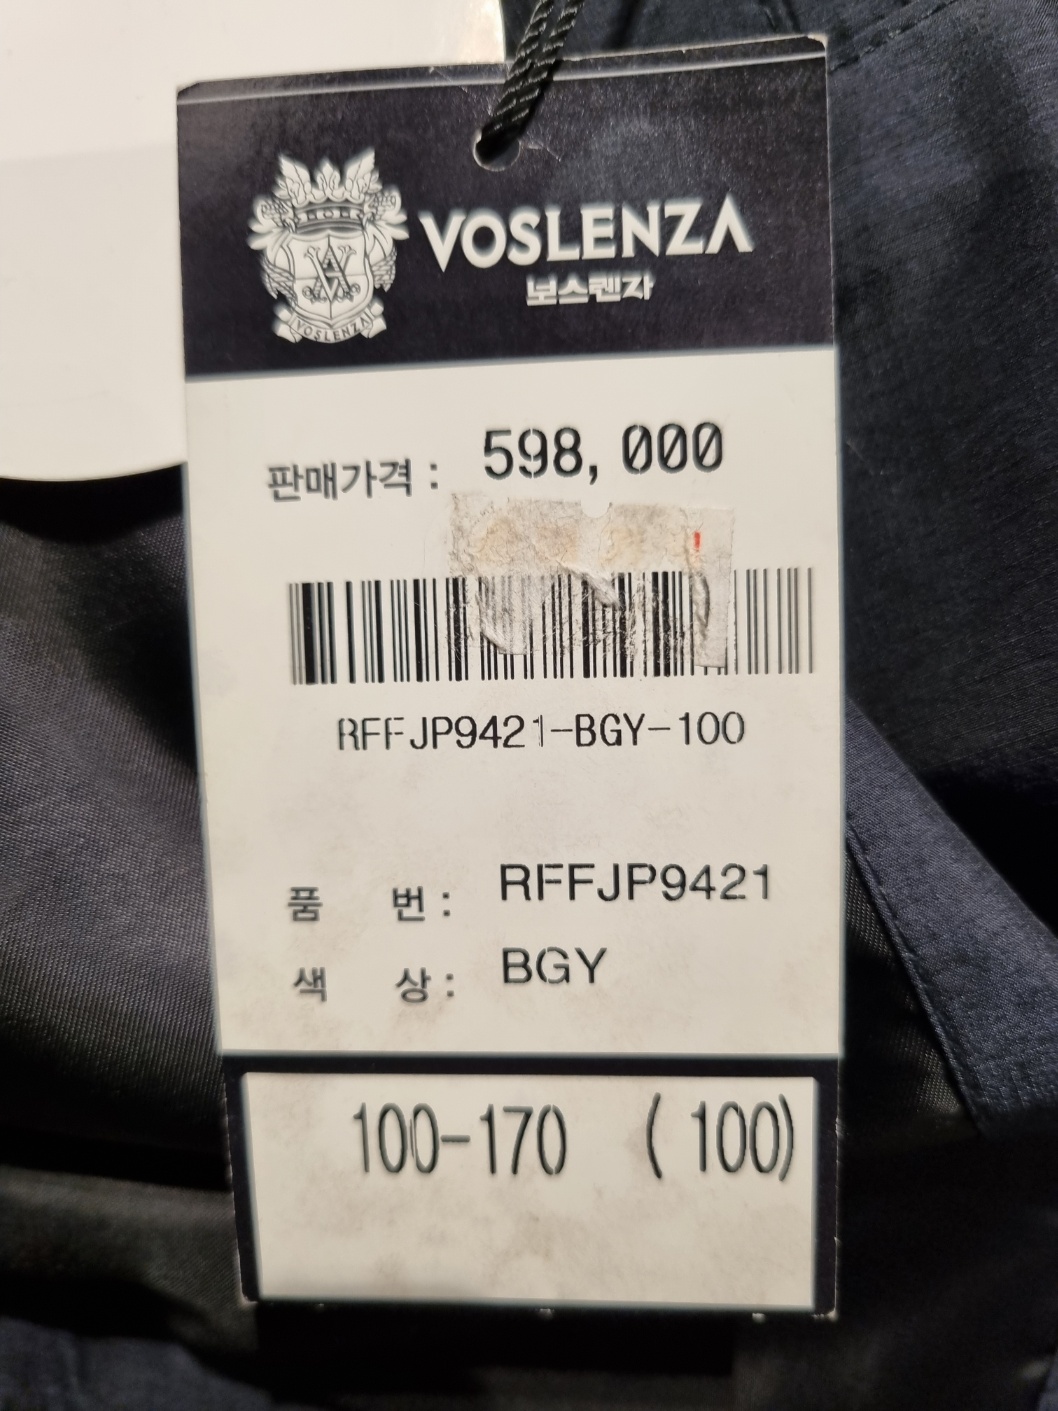 VOSLENZA
보스렌자
VOSLENZA
판매가격 : 598,000
RFFJP9421-BGY-100
품 번 : RFFJP9421
색 상 : BGY
100-170 (100)